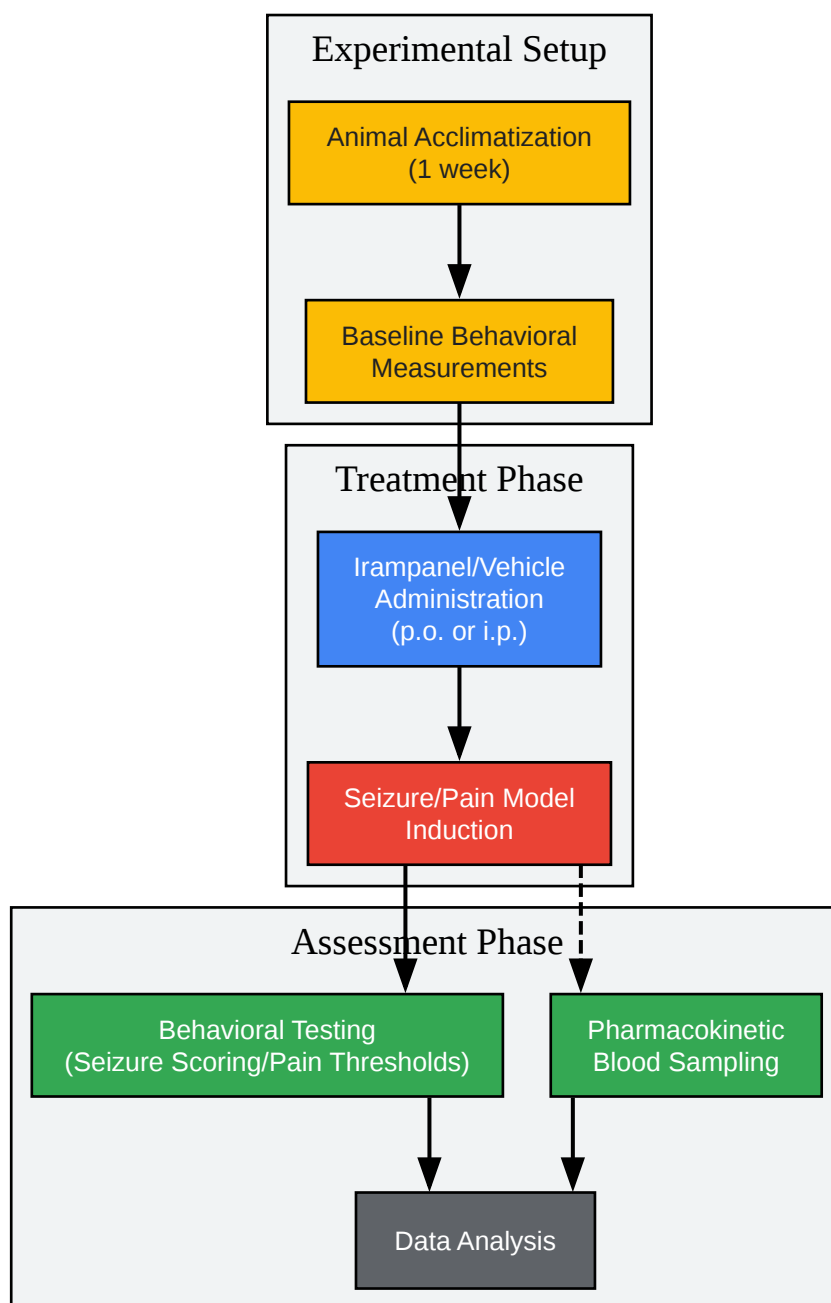 Experimental Setup
Animal Acclimatization
(1 week)
Baseline Behavioral
Measurements
Treatment Phase
Irampanel/Vehicle
Administration
(p.o. or i.p.)
Seizure/Pain Model
Induction
Assessment Phase
Behavioral Testing
(Seizure Scoring/Pain Thresholds)
Pharmacokinetic
Blood Sampling
Data Analysis